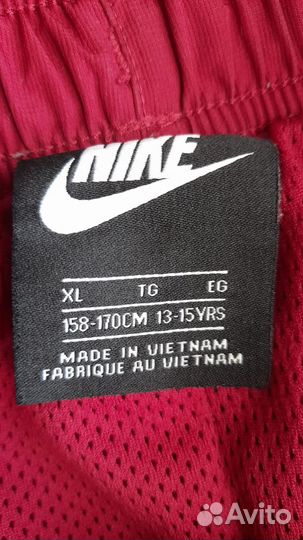 NIKE
XL TG EG
158-170CM 13-15YRS
MADE IN VIETNAM
FABRIQUE AU VIETNAM
Avito